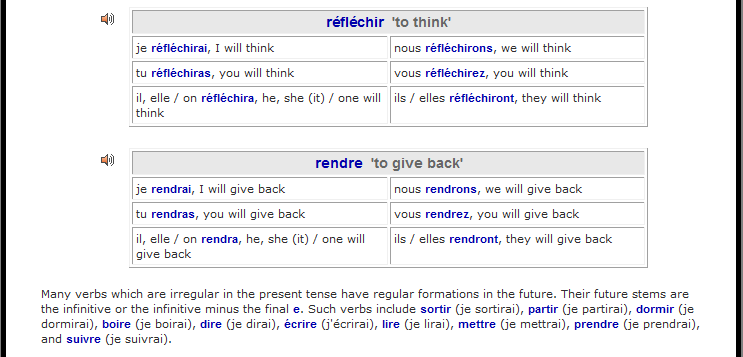 réfléchir 'to think'
je réfléchirai, I will think
nous réfléchirons, we will think
tu réfléchiras, you will think
vous réfléchirez, you will think
il, elle / on réfléchira, he, she (it) / one will
think
ils / elles réfléchiront, they will think
rendre 'to give back'
je rendrai, I will give back
nous rendrons, we will give back
tu rendras, you will give back
vous rendrez, you will give back
il, elle / on rendra, he, she (it) / one will
give back
ils / elles rendront, they will give back
Many verbs which are irregular in the present tense have regular formations in the future. Their future stems are
the infinitive or the infinitive minus the final e. Such verbs include sortir (je sortirai), partir (je partirai), dormir (je
dormirai), boire (je boirai), dire (je dirai), écrire (j'écrirai), lire (je lirai), mettre (je mettrai), prendre (je prendrai),
and suivre (je suivrai).